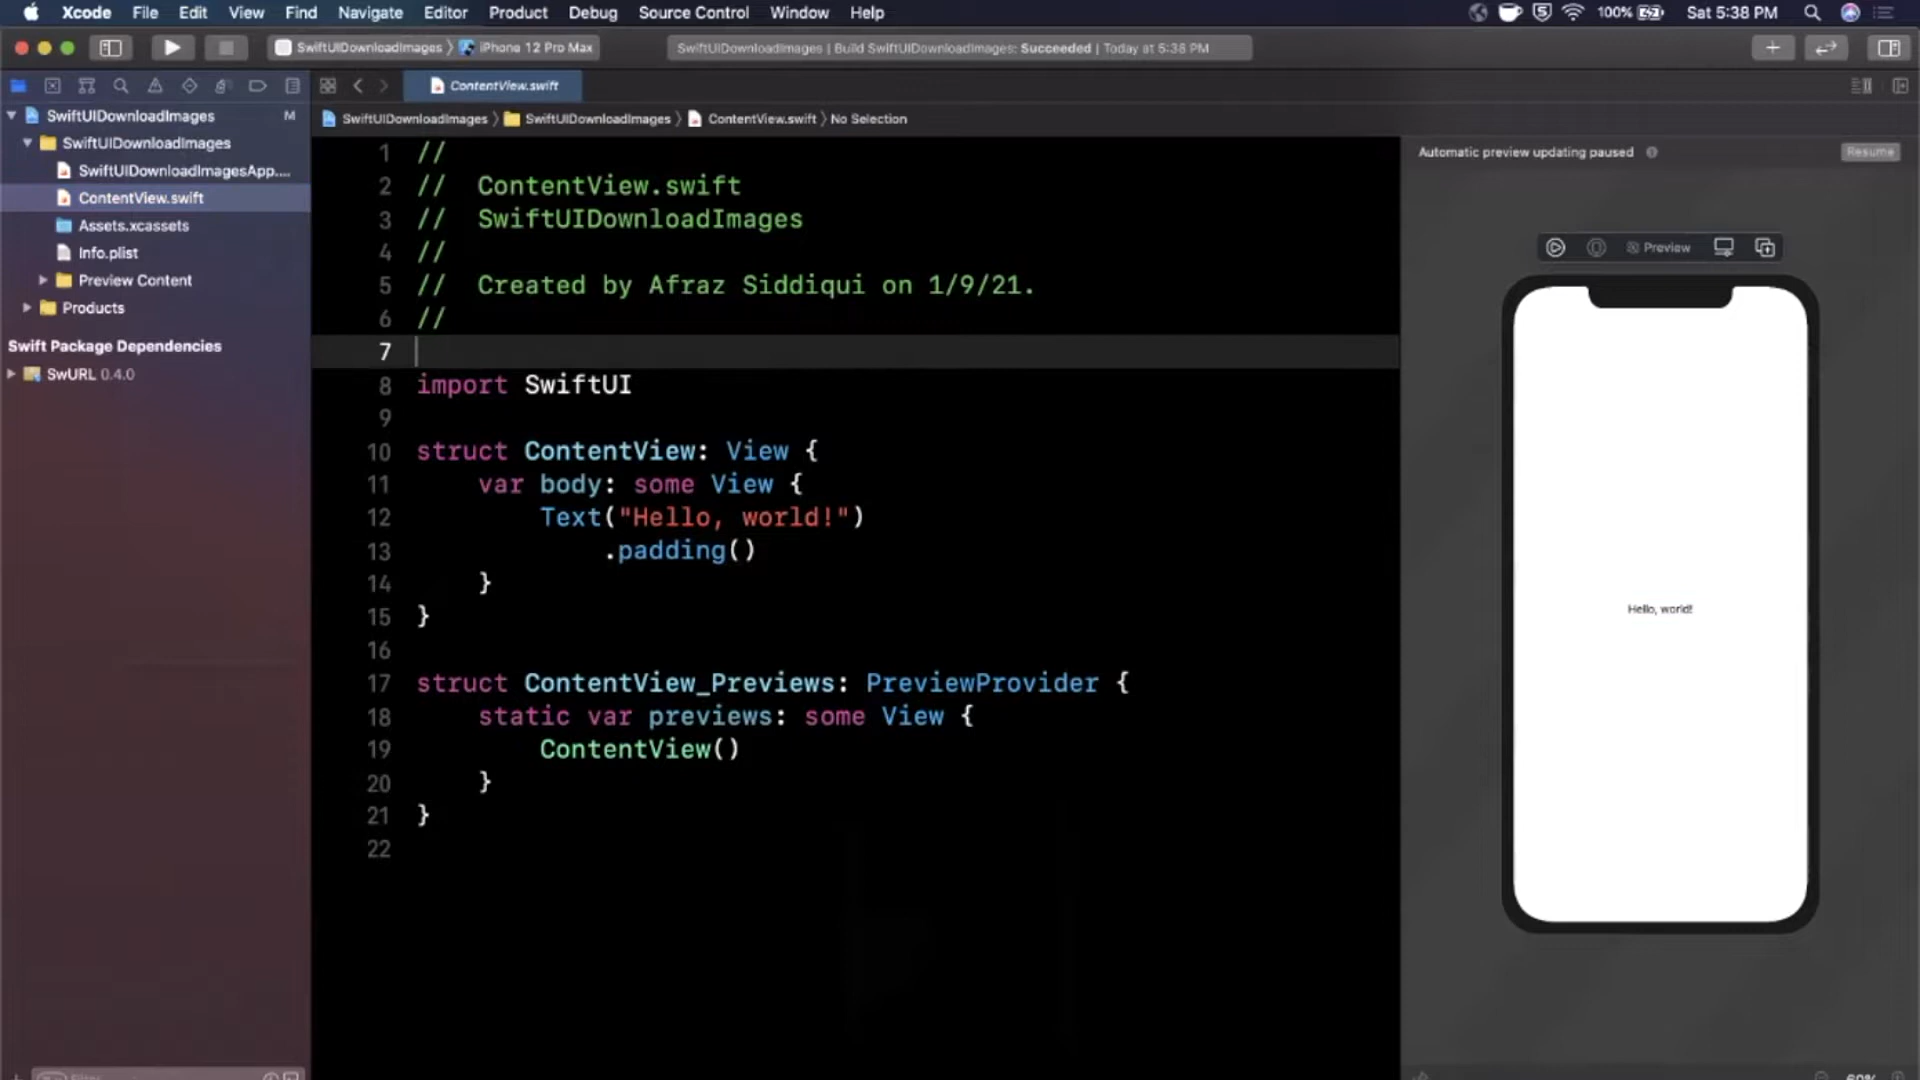 Xcode File Edit View Find Navigate Editor Product Debug Source Control Window Help 100% Sat 5:38 PM
SwiftUIDownloadImages 〉 iPhone 12 Pro Max
SwiftUIDownloadImages | Build SwiftUIDownloadImages: Succeeded | Today at 5:38 PM
ContentView.swift
SwiftUIDownloadImages M
SwiftUIDownloadImages
SwiftUIDownloadImagesApp....
ContentView.swift
Assets.xcassets
Info.plist
Preview Content
Products
Swift Package Dependencies
SwURL 0.4.0
SwiftUIDownloadImages 〉 SwiftUIDownloadImages 〉 ContentView.swift 〉 No Selection
1 //
2 //  ContentView.swift
3 //  SwiftUIDownloadImages
4 //
5 //  Created by Afraz Siddiqui on 1/9/21.
6 //
7
8 import SwiftUI
9
10 struct ContentView: View {
11     var body: some View {
12         Text("Hello, world!")
13             .padding()
14     }
15 }
16
17 struct ContentView_Previews: PreviewProvider {
18     static var previews: some View {
19         ContentView()
20     }
21 }
22
Automatic preview updating paused Resume
Preview
Hello, world!